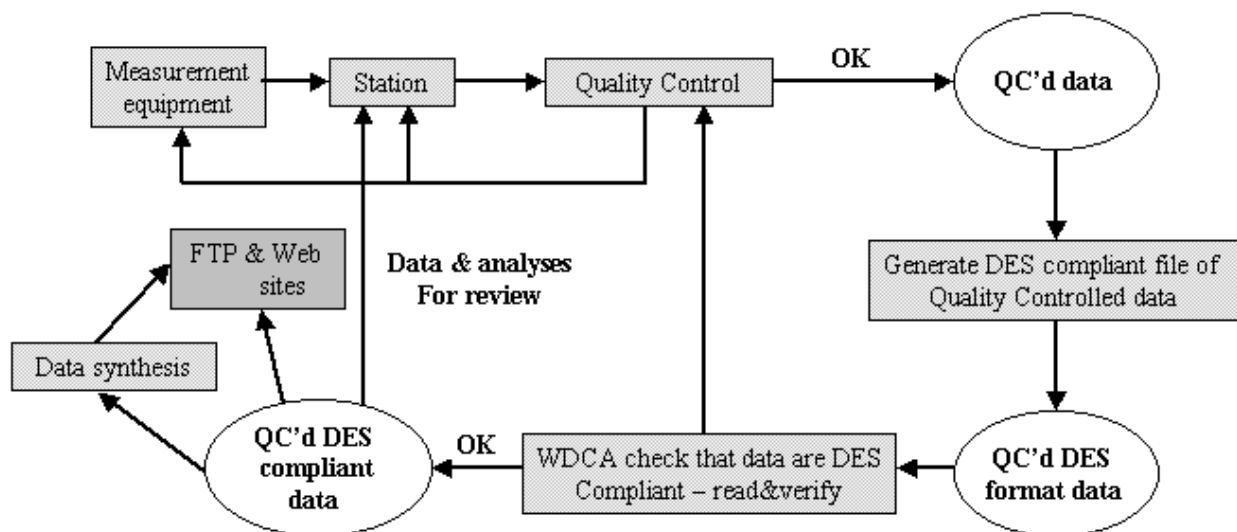 Measurement
equipment
Station
Quality Control
OK
QC’d data
FTP & Web
sites
Data & analyses
For review
Generate DES compliant file of
Quality Controlled data
Data synthesis
QC’d DES
compliant
data
OK
WDCA check that data are DES
Compliant – read&verify
QC’d DES
format data